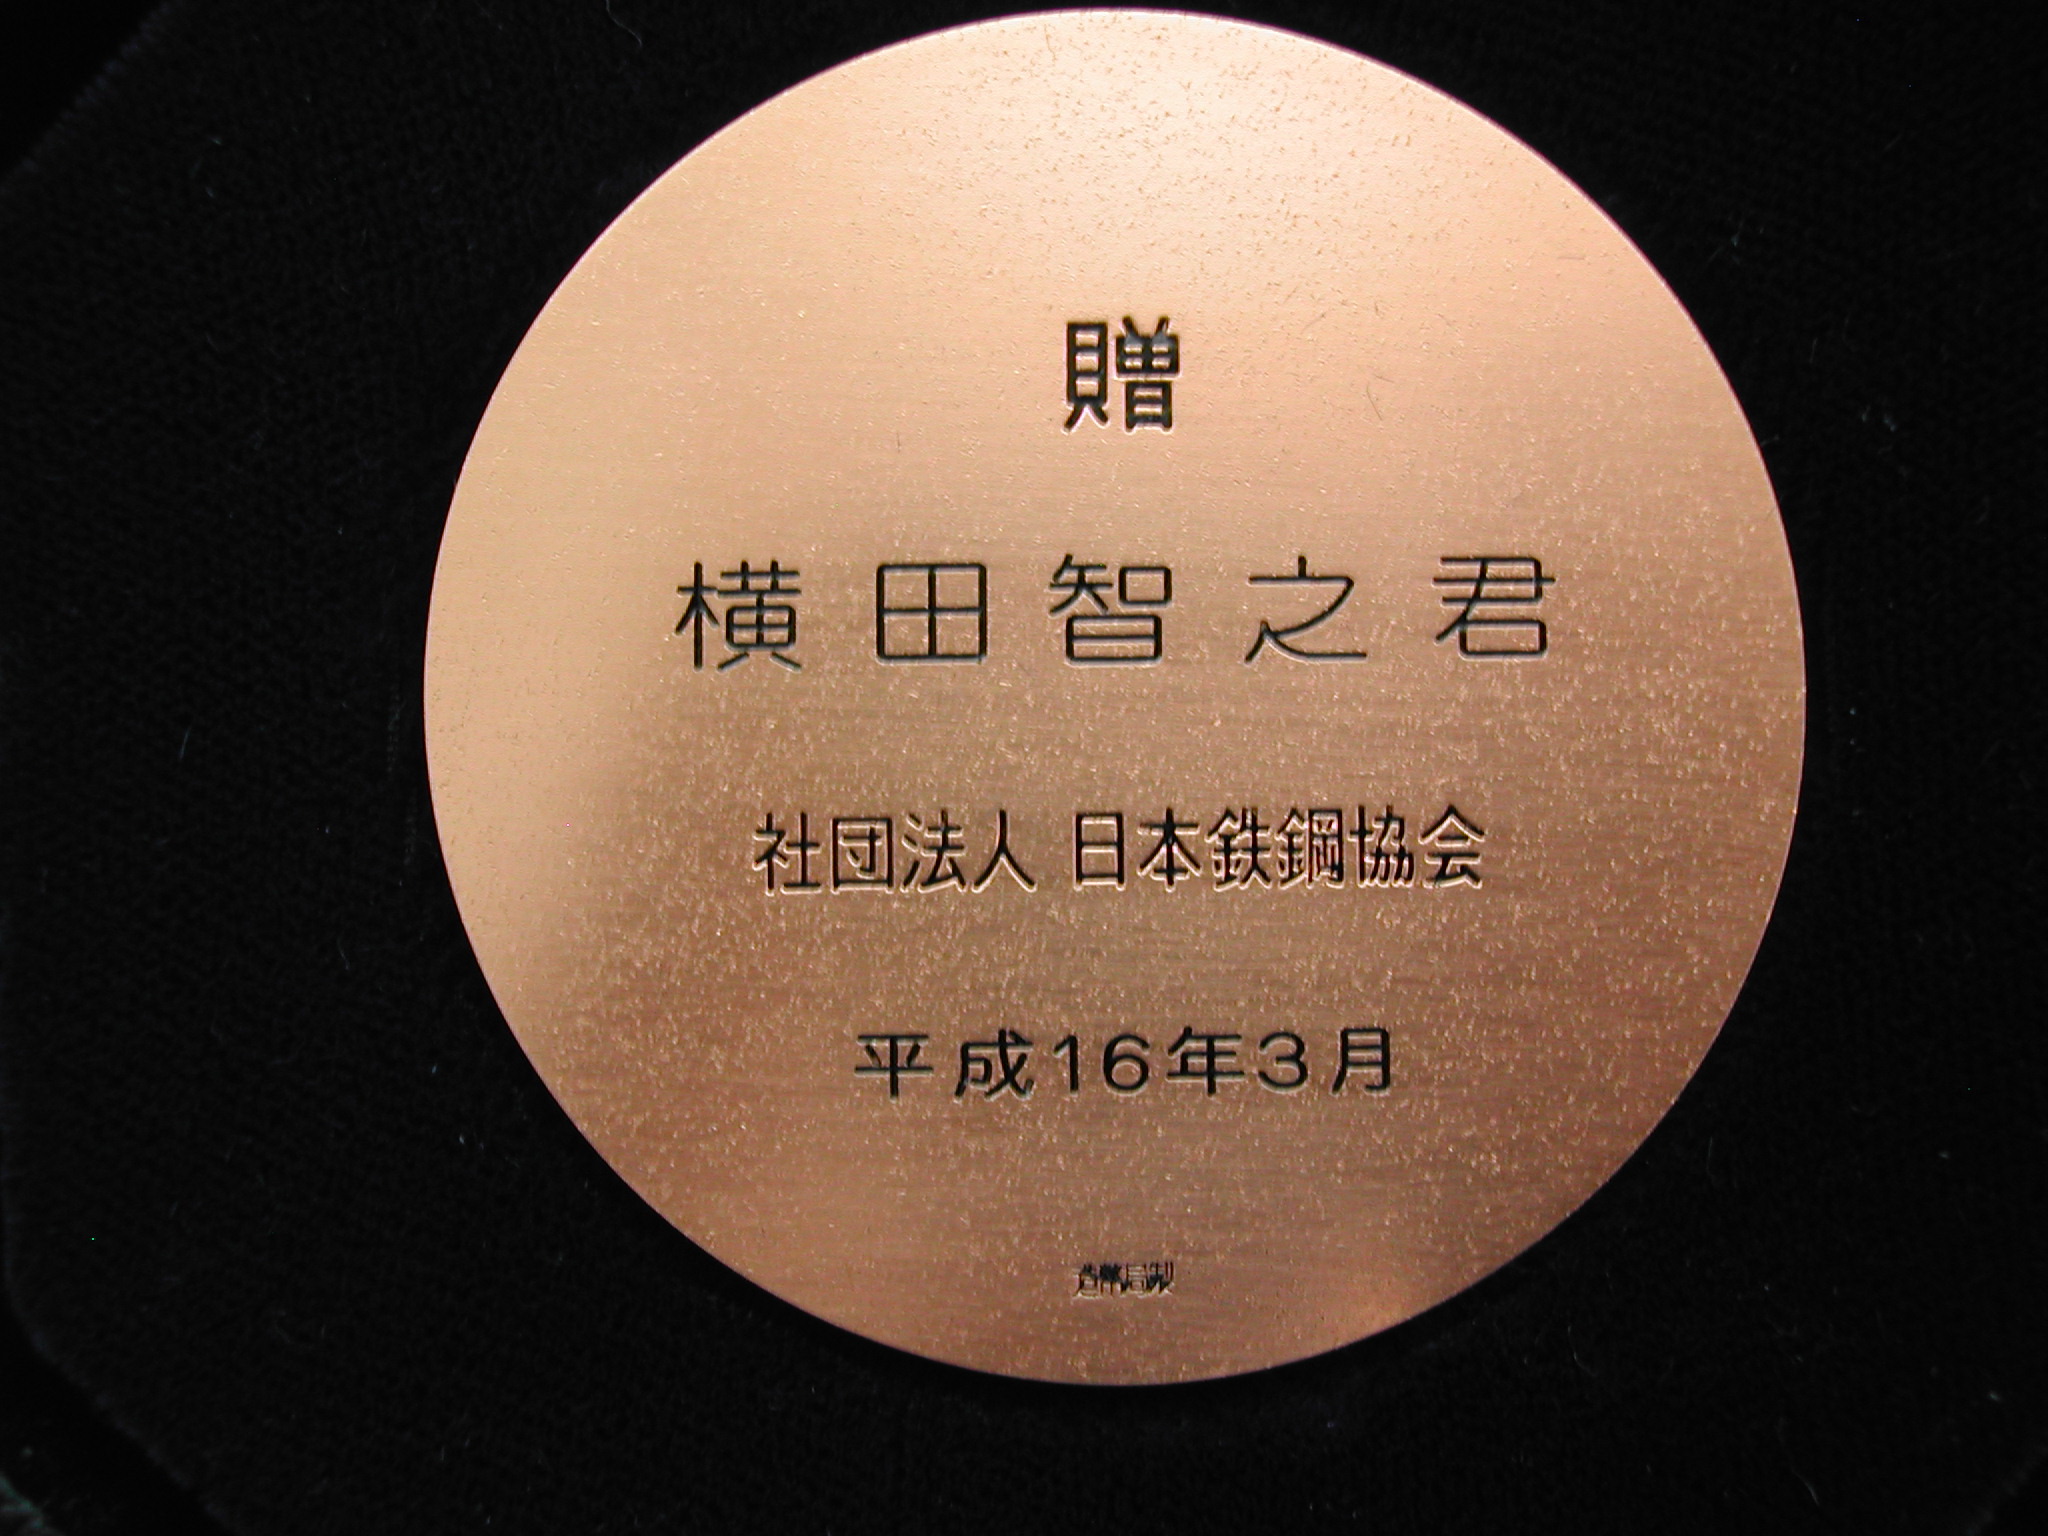 贈
横田智之君
社団法人 日本鉄鋼協会
平成16年3月
造幣局製